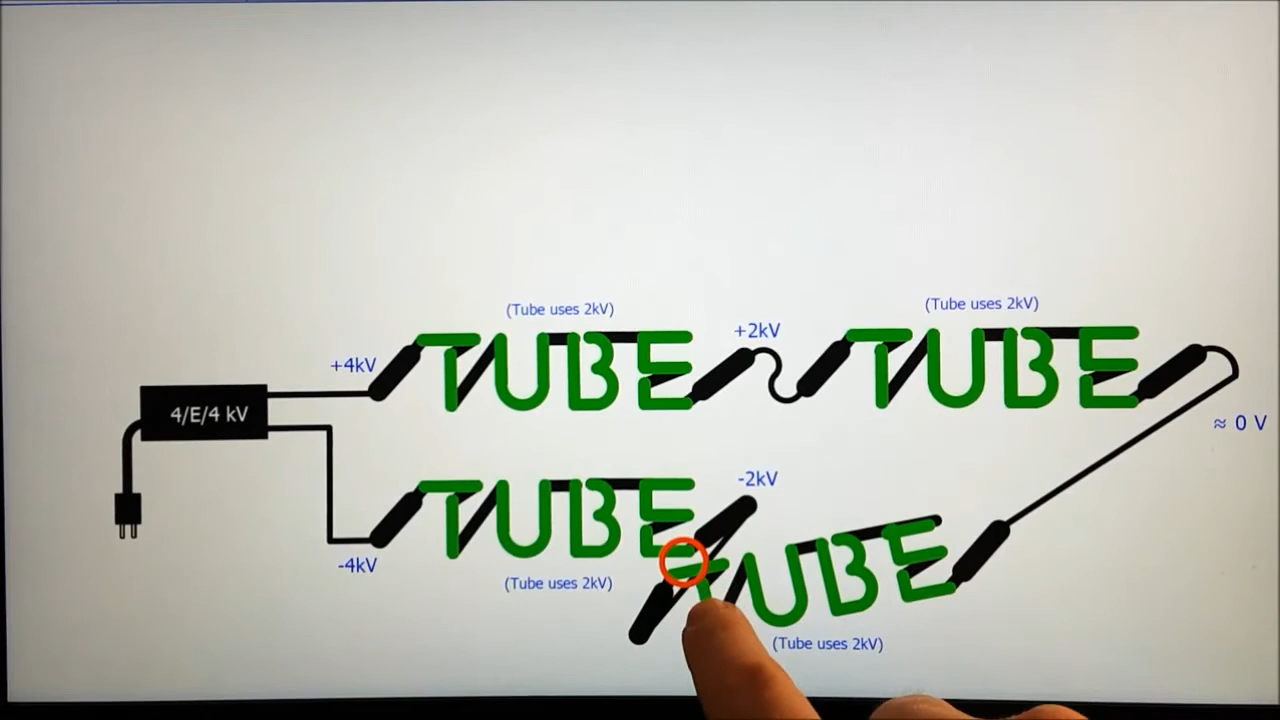 (Tube uses 2kV)
(Tube uses 2kV)
+2kV
+4kV
TUBE
TUBE
4/E/4 kV
≈ 0 V
-2kV
TUBE
TUBE
-4kV
(Tube uses 2kV)
(Tube uses 2kV)